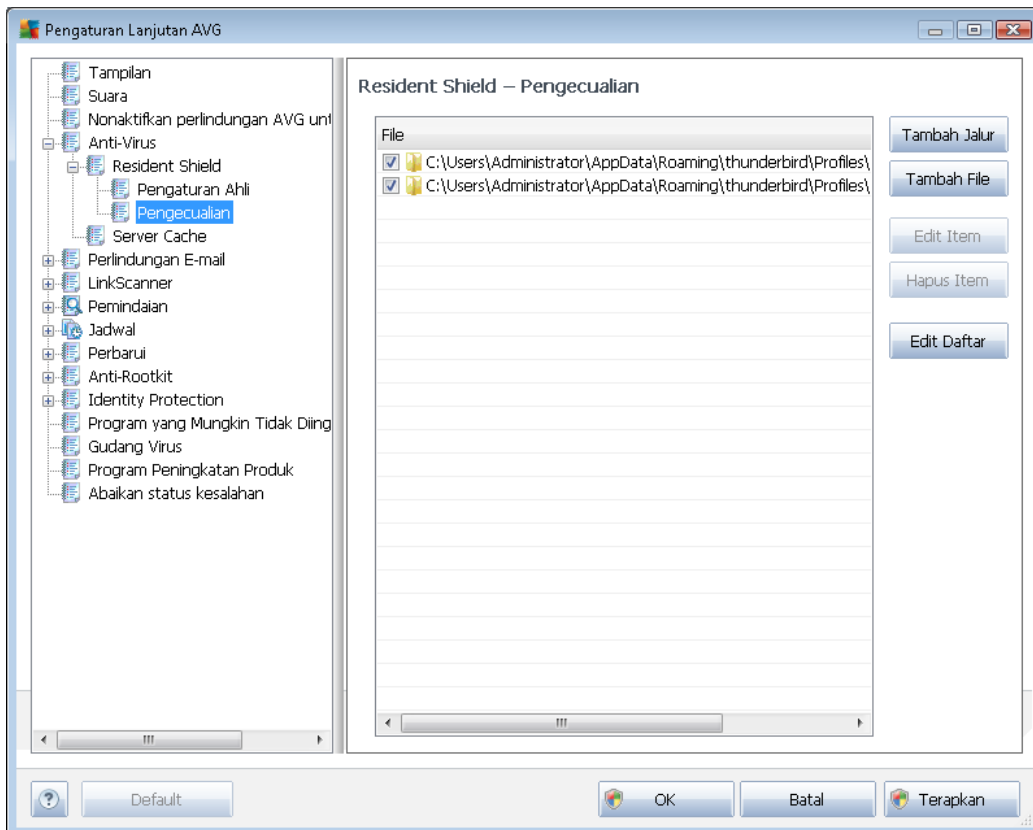 Pengaturan Lanjutan AVG
Tampilan
Suara
Nonaktifkan perlindungan AVG unt
Anti-Virus
Resident Shield
Pengaturan Ahli
Pengecualian
Server Cache
Perlindungan E-mail
LinkScanner
Pemindaian
Jadwal
Perbarui
Anti-Rootkit
Identity Protection
Program yang Mungkin Tidak Diing
Gudang Virus
Program Peningkatan Produk
Abaikan status kesalahan
Resident Shield – Pengecualian
File
C:\Users\Administrator\AppData\Roaming\thunderbird\Profiles\
C:\Users\Administrator\AppData\Roaming\thunderbird\Profiles\
Tambah Jalur
Tambah File
Edit Item
Hapus Item
Edit Daftar
?
Default
OK
Batal
Terapkan